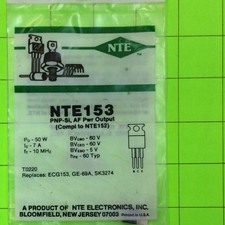 NTE
NTE153
PNP-Si, AF Pwr Output
(Compl to NTE152)
PD - 50 W BVCBO - 60 V
IC - 7 A BVCEO - 60 V
fT - 10 MHz BVEBO - 5 V
hFE - 60 Typ
TO220
Replaces: ECG153, GE-69A, SK3274
A PRODUCT OF NTE ELECTRONICS, INC.
BLOOMFIELD, NEW JERSEY 07003
U.S.A.